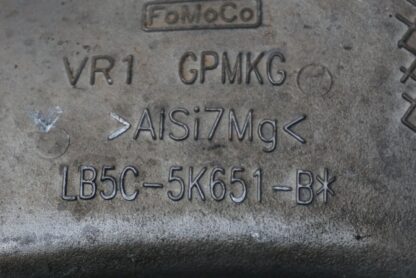 FoMoCo
VR1 GPMKG
>AlSi7Mg<
LB5C-5K651-B*